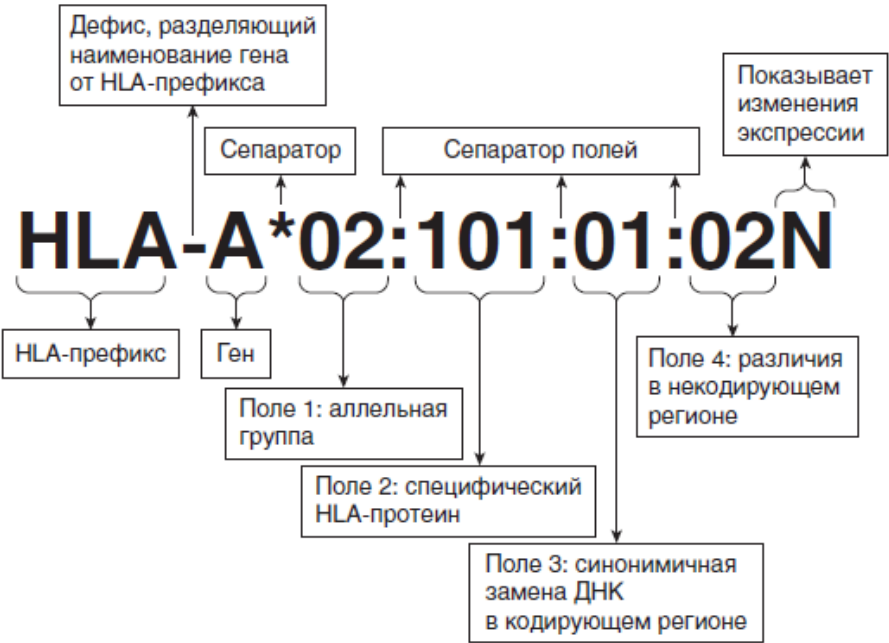 Дефис, разделяющий
наименование гена
от HLA-префикса
Показывает
изменения
экспрессии
Сепаратор
Сепаратор полей
HLA-A*02:101:01:02N
HLA-префикс
Ген
Поле 1: аллельная
группа
Поле 2: специфический
HLA-протеин
Поле 3: синонимичная
замена ДНК
в кодирующем регионе
Поле 4: различия
в некодирующем
регионе